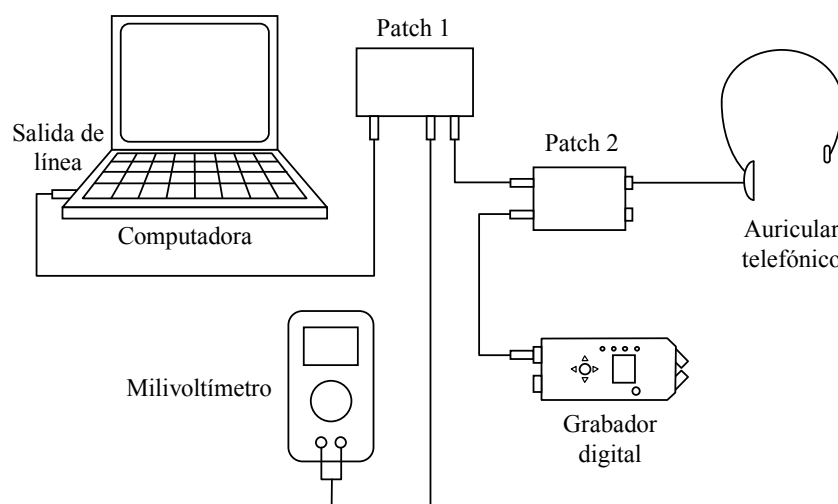 Patch 1
Salida de
línea
Patch 2
Computadora
Auricular
telefónico
Milivoltímetro
Grabador
digital